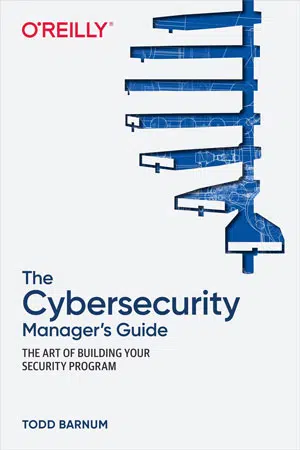 O'REILLY®
The
Cybersecurity
Manager's Guide
THE ART OF BUILDING YOUR
SECURITY PROGRAM
TODD BARNUM